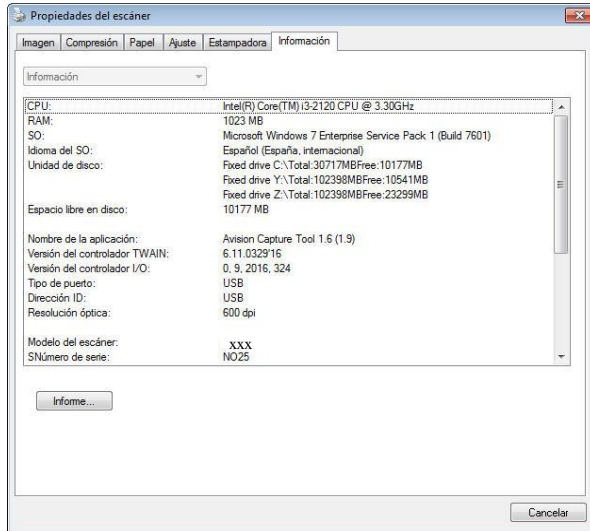 Propiedades del escáner
Imagen Compresión Papel Ajuste Estampadora Información
Información
CPU: Intel(R) Core(TM) i3-2120 CPU @ 3.30GHz
RAM: 1023 MB
SO: Microsoft Windows 7 Enterprise Service Pack 1 (Build 7601)
Idioma del SO: Español (España, internacional)
Unidad de disco: Fixed drive C:\Total:30717MBFree:10177MB
Fixed drive Y:\Total:102398MBFree:10541MB
Fixed drive Z:\Total:102398MBFree:23299MB
Espacio libre en disco: 10177 MB
Nombre de la aplicación: Avision Capture Tool 1.6 (1.9)
Versión del controlador TWAIN: 6.11.0329'16
Versión del controlador I/O: 0, 9, 2016, 324
Tipo de puerto: USB
Dirección ID: USB
Resolución óptica: 600 dpi
Modelo del escáner: xxx
SNúmero de serie: NO25
Informe...
Cancelar